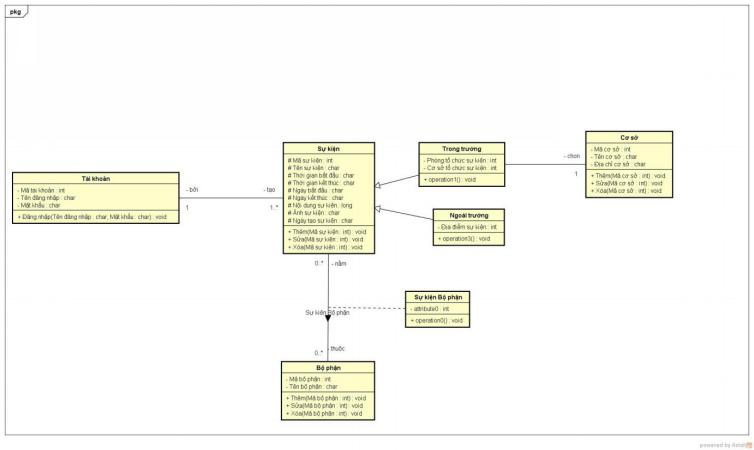 pkg
Tài khoản
- Mã tài khoản : int
- Tên đăng nhập : char
- Mật khẩu : char
+ Đăng nhập(Tên đăng nhập : char, Mật khẩu : char) : void
- bởi
1
- tạo
1..*
Sự kiện
# Mã sự kiện : int
# Tên sự kiện : char
# Thời gian bắt đầu : char
# Thời gian kết thúc : char
# Ngày bắt đầu : char
# Ngày kết thúc : char
# Nội dung sự kiện : long
# Ảnh sự kiện : char
# Ngày tạo sự kiện : char
+ Thêm(Mã sự kiện : int) : void
+ Sửa(Mã sự kiện : int) : void
+ Xóa(Mã sự kiện : int) : void
Trong trường
- Phòng tổ chức sự kiện : int
- Cơ sở tổ chức sự kiện : int
+ operation1() : void
- chọn
1
Cơ sở
- Mã cơ sở : int
- Tên cơ sở : char
- Địa chỉ cơ sở : char
+ Thêm(Mã cơ sở : int) : void
+ Sửa(Mã cơ sở : int) : void
+ Xóa(Mã cơ sở : int) : void
Ngoài trường
- Địa điểm sự kiện : int
+ operation3() : void
0..*
- nằm
Sự kiện Bộ phận
Sự kiện Bộ phận
- attribute0 : int
+ operation0() : void
0..*
- thuộc
Bộ phận
- Mã bộ phận : int
- Tên bộ phận : char
+ Thêm(Mã bộ phận : int) : void
+ Sửa(Mã bộ phận : int) : void
+ Xóa(Mã bộ phận : int) : void
powered by Astah